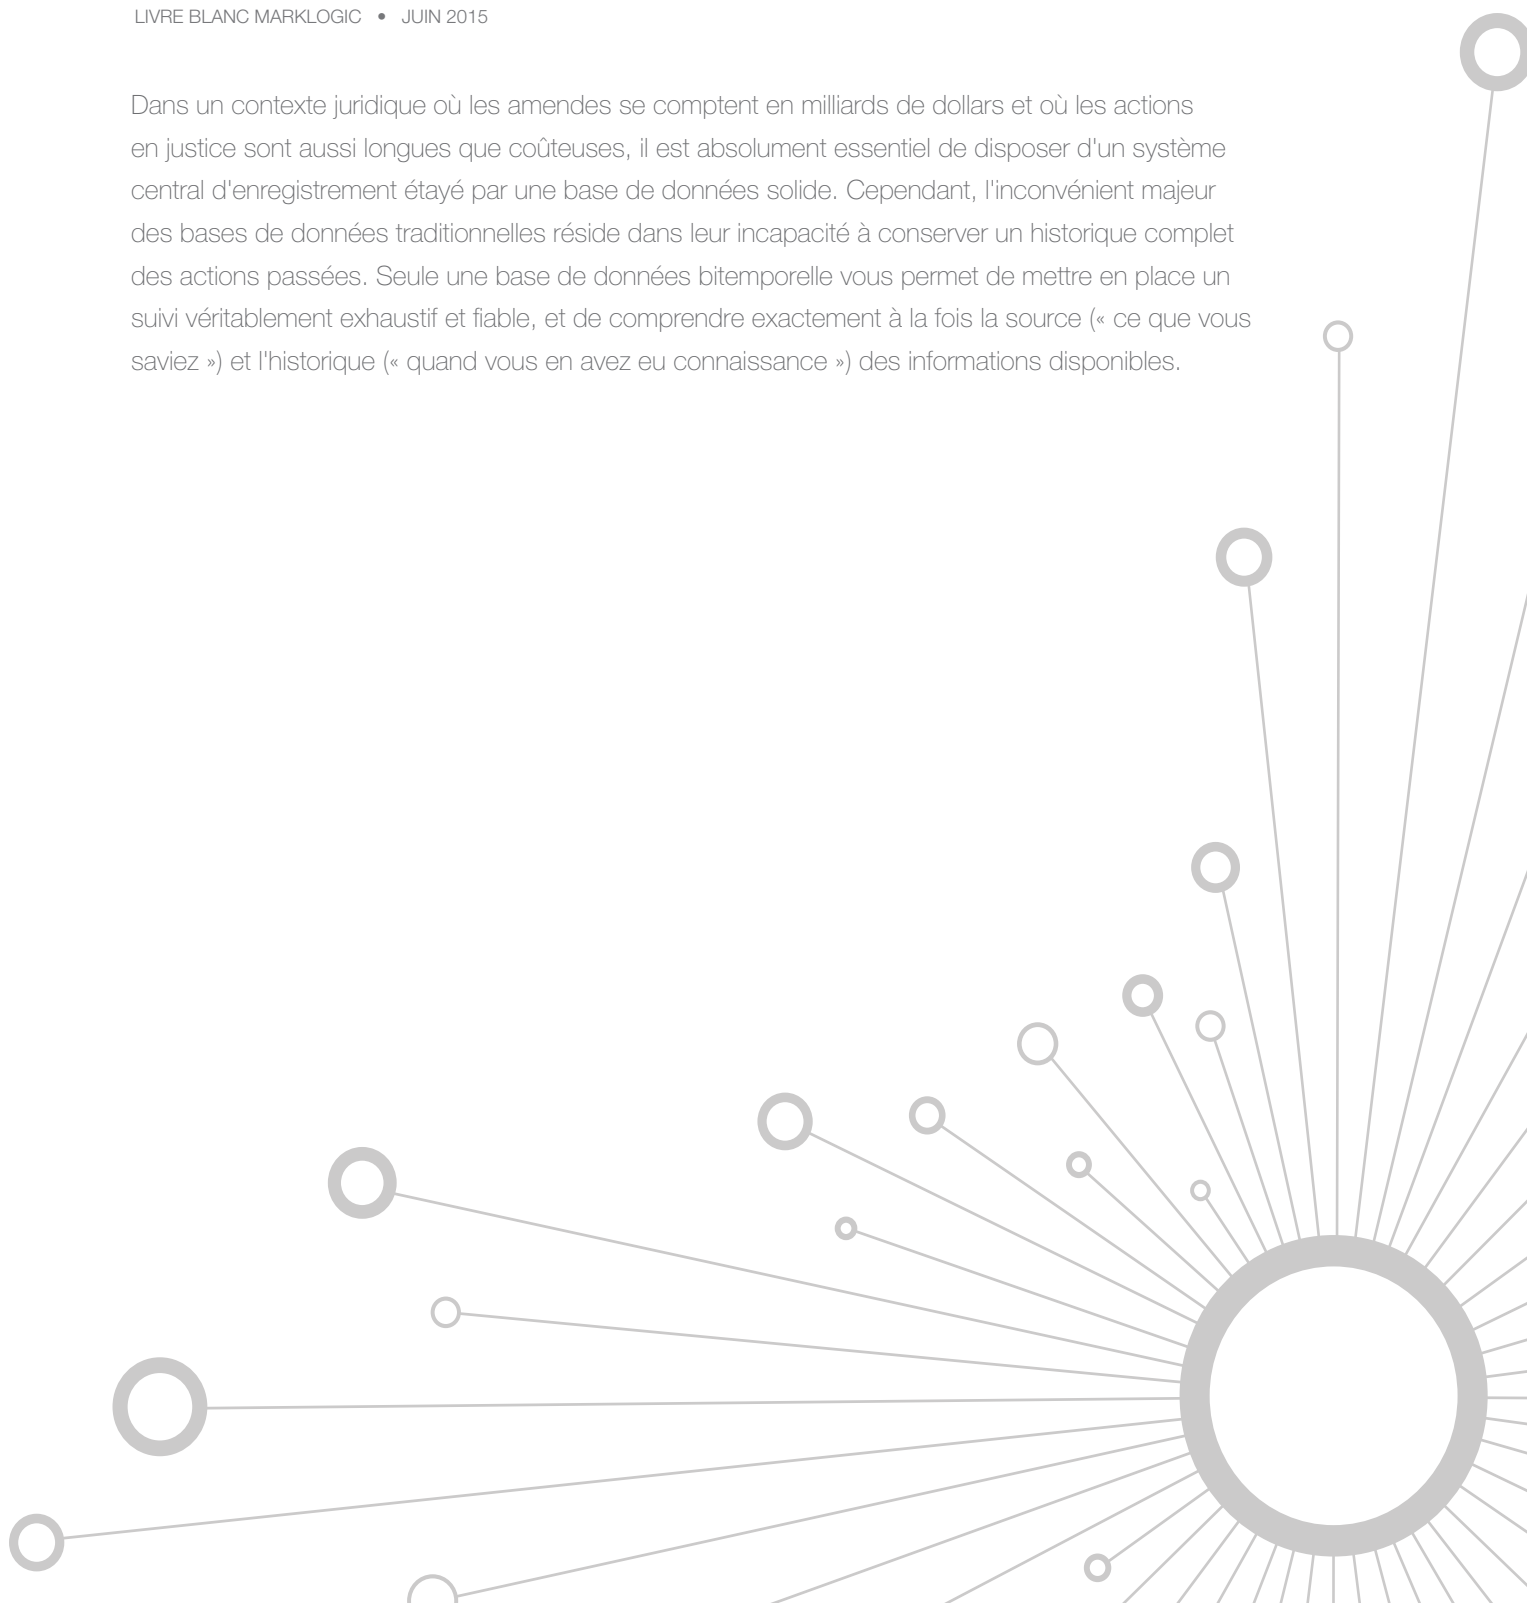 LIVRE BLANC MARKLOGIC • JUIN 2015
Dans un contexte juridique où les amendes se comptent en milliards de dollars et où les actions
en justice sont aussi longues que coûteuses, il est absolument essentiel de disposer d'un système
central d'enregistrement étayé par une base de données solide. Cependant, l'inconvénient majeur
des bases de données traditionnelles réside dans leur incapacité à conserver un historique complet
des actions passées. Seule une base de données bitemporelle vous permet de mettre en place un
suivi véritablement exhaustif et fiable, et de comprendre exactement à la fois la source (« ce que vous
saviez ») et l'historique (« quand vous en avez eu connaissance ») des informations disponibles.